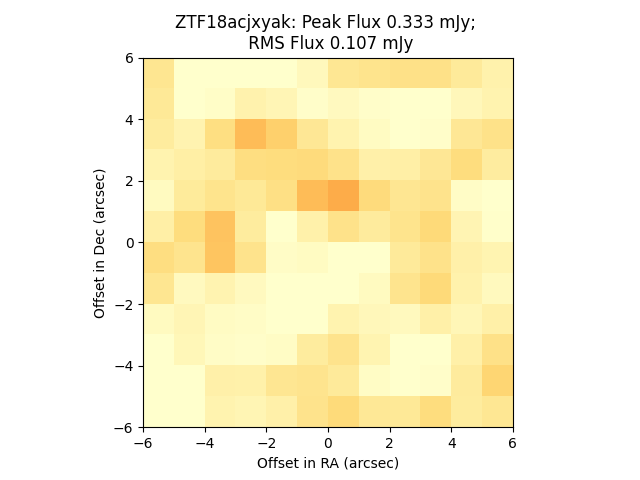 ZTF18acjxyak: Peak Flux 0.333 mJy;
RMS Flux 0.107 mJy
6
4
2
0
−2
−4
−6
Offset in Dec (arcsec)
−6 −4 −2 0 2 4 6
Offset in RA (arcsec)